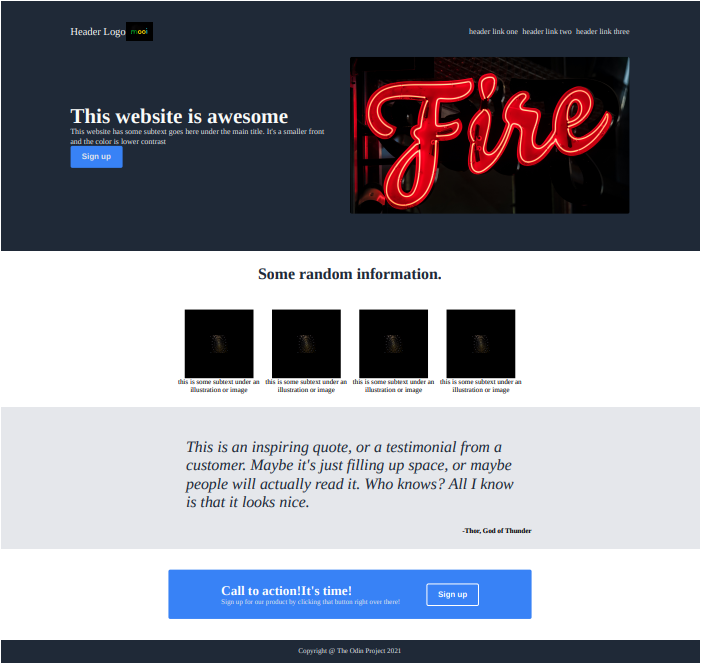 Header Logo mooi
header link one header link two header link three
Fire
This website is awesome
This website has some subtext goes here under the main title. It's a smaller front
and the color is lower contrast
Sign up
Some random information.
this is some subtext under an
illustration or image
this is some subtext under an
illustration or image
this is some subtext under an
illustration or image
this is some subtext under an
illustration or image
This is an inspiring quote, or a testimonial from a
customer. Maybe it's just filling up space, or maybe
people will actually read it. Who knows? All I know
is that it looks nice.
-Thor, God of Thunder
Call to action!It's time!
Sign up for our product by clicking that button right over there!
Sign up
Copyright @ The Odin Project 2021